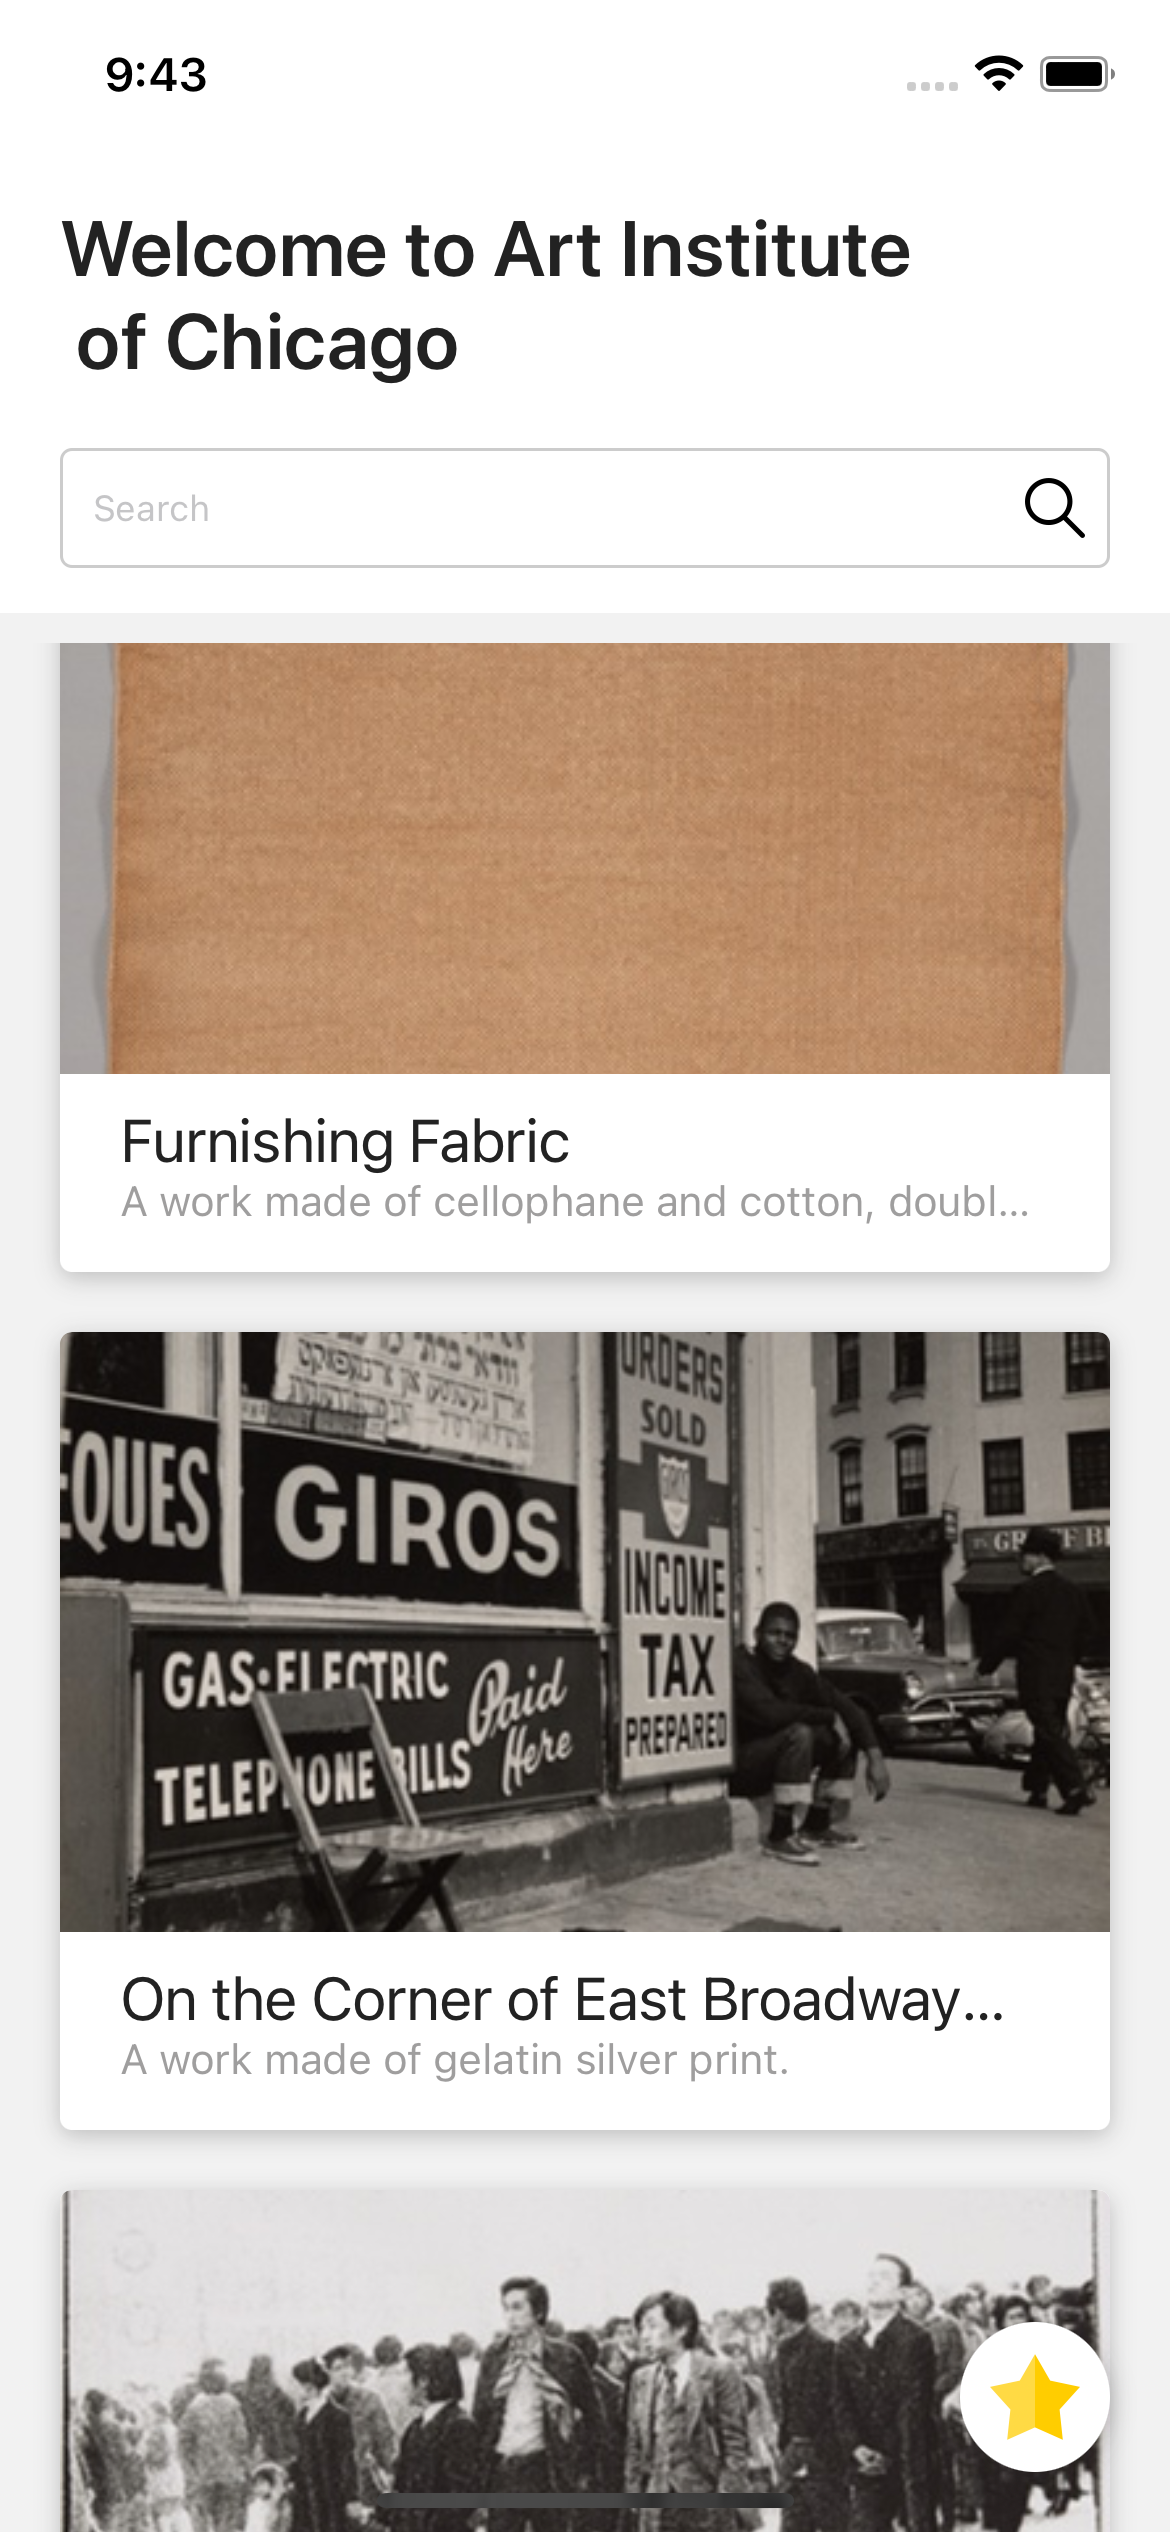 9:43
Welcome to Art Institute
of Chicago
Search
Furnishing Fabric
A work made of cellophane and cotton, doubl...
ORDERS
SOLD
EQUES
GIROS
INCOME
TAX
PREPARED
GAS·ELECTRIC
TELEPHONE BILLS
Paid
Here
On the Corner of East Broadway...
A work made of gelatin silver print.